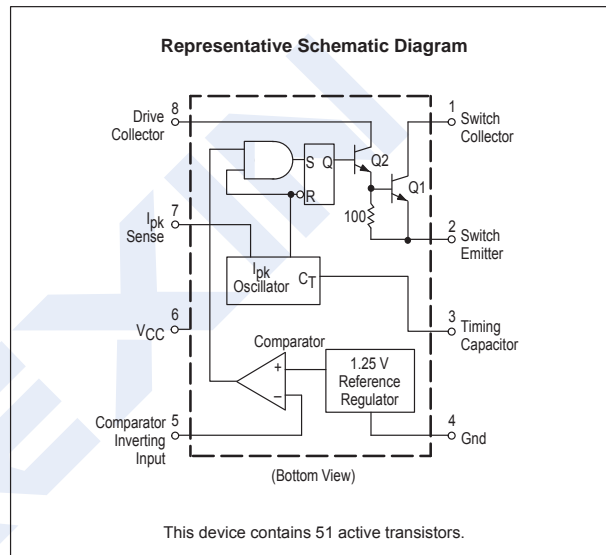 Representative Schematic Diagram
8
Drive
Collector
1
Switch
Collector
S Q
R
Q2
Q1
100
7
Ipk
Sense
2
Switch
Emitter
Ipk
Oscillator
CT
6
VCC
3
Timing
Capacitor
Comparator
+
–
1.25 V
Reference
Regulator
5
Comparator
Inverting
Input
4
Gnd
(Bottom View)
This device contains 51 active transistors.